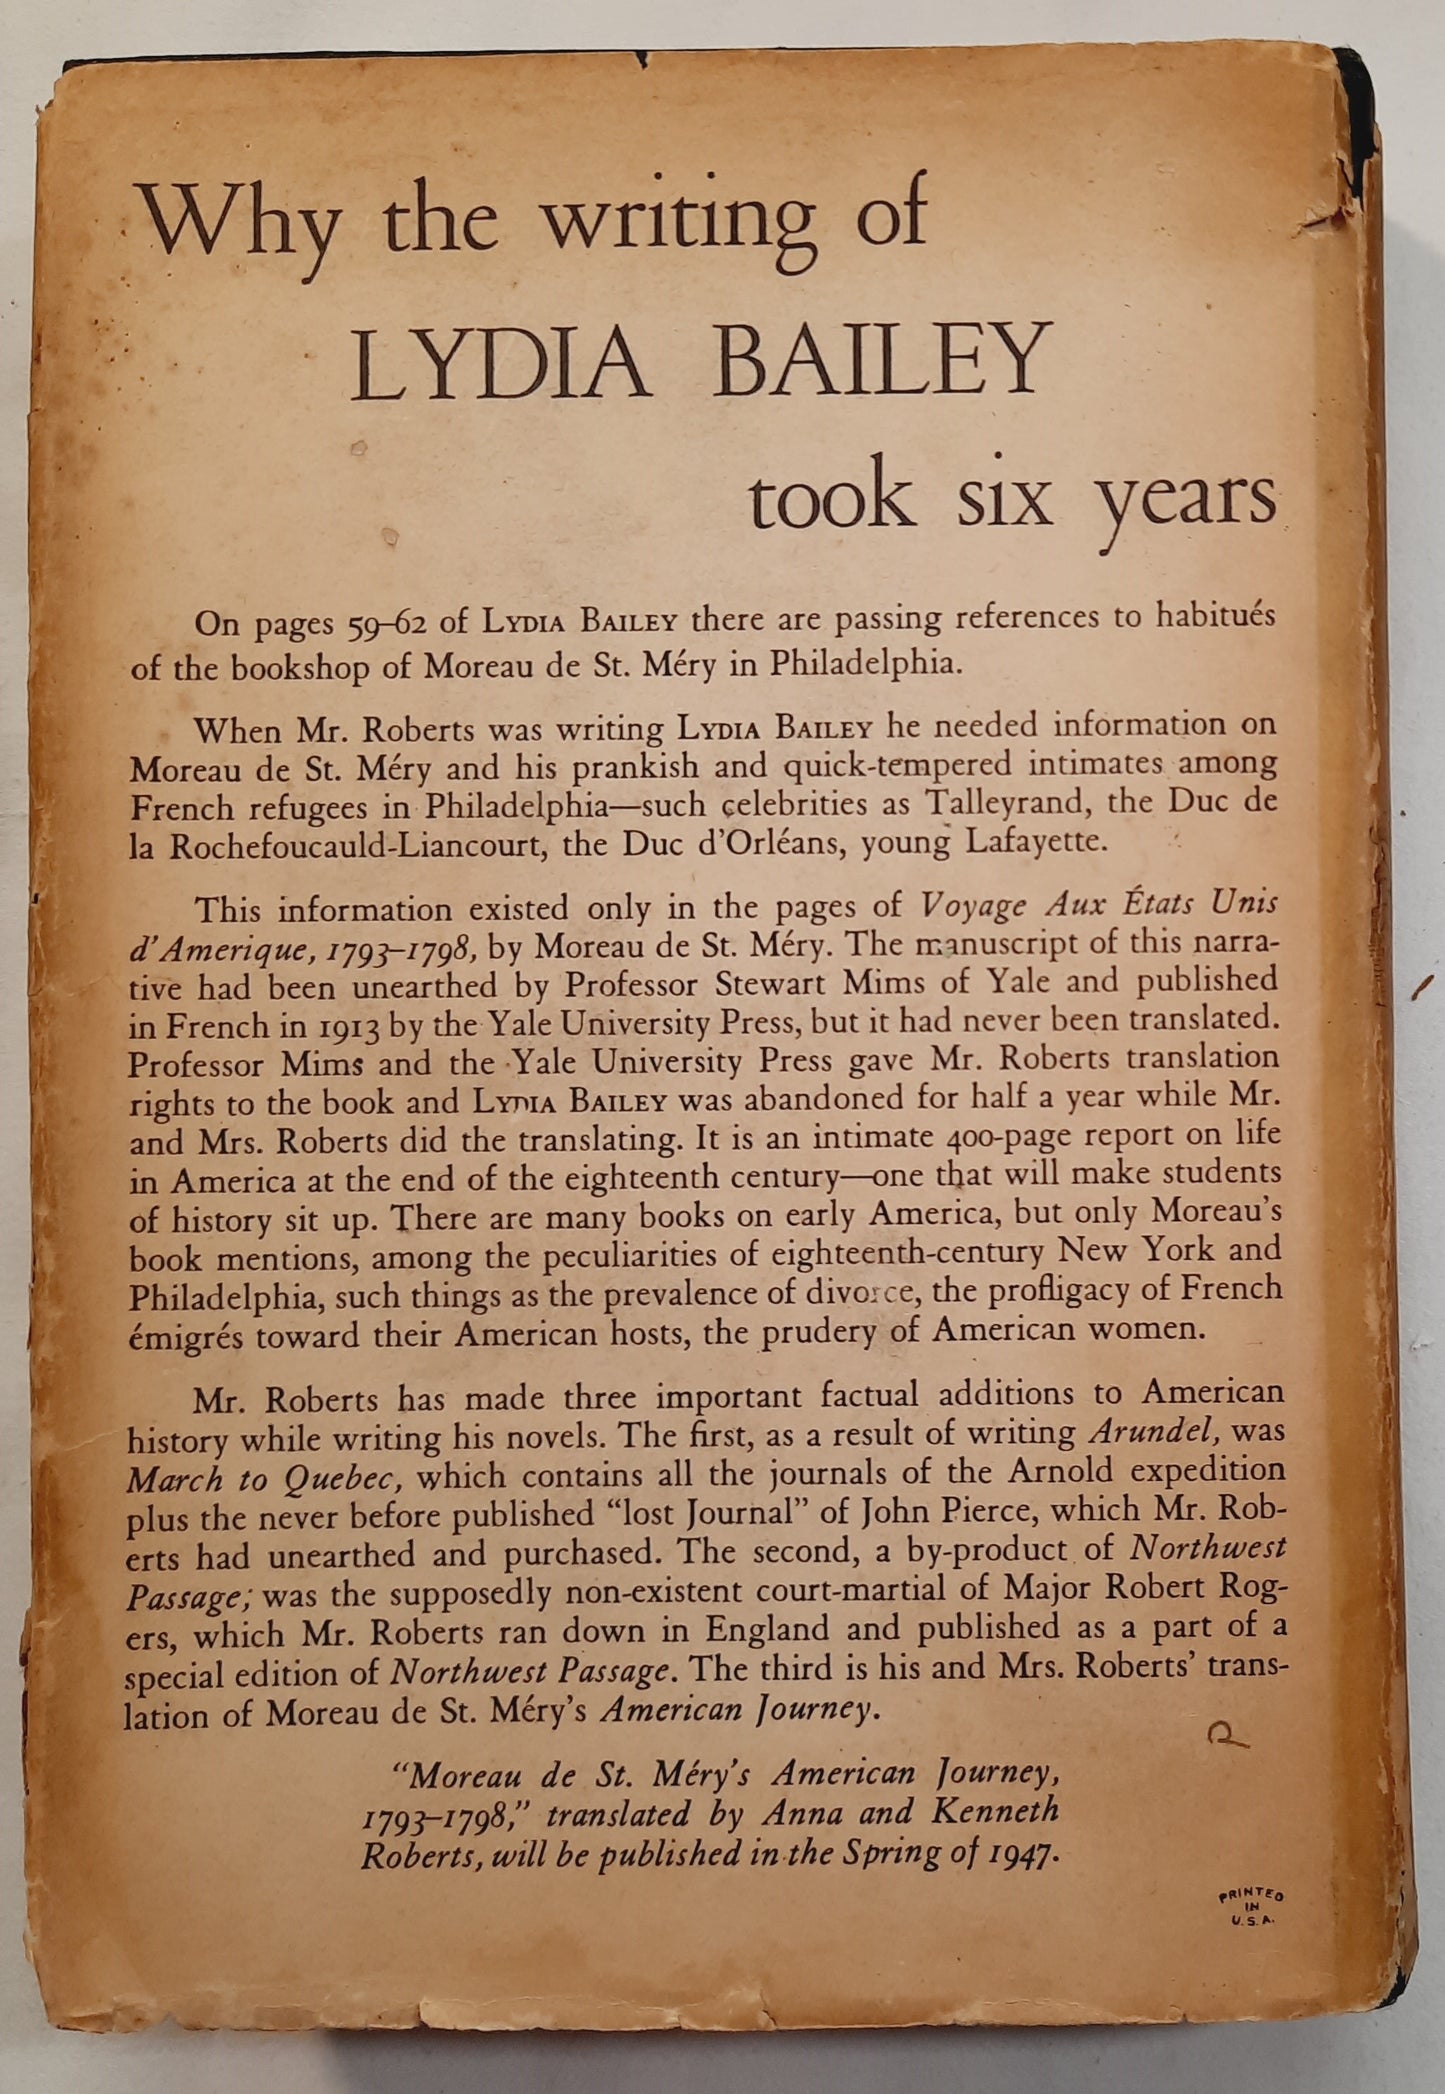 Why the writing of
LYDIA BAILEY
took six years
On pages 59–62 of LYDIA BAILEY there are passing references to habitués
of the bookshop of Moreau de St. Méry in Philadelphia.
When Mr. Roberts was writing LYDIA BAILEY he needed information on
Moreau de St. Méry and his prankish and quick-tempered intimates among
French refugees in Philadelphia—such celebrities as Talleyrand, the Duc de
la Rochefoucauld-Liancourt, the Duc d'Orléans, young Lafayette.
This information existed only in the pages of Voyage Aux États Unis
d'Amerique, 1793–1798, by Moreau de St. Méry. The manuscript of this narra-
tive had been unearthed by Professor Stewart Mims of Yale and published
in French in 1913 by the Yale University Press, but it had never been translated.
Professor Mims and the Yale University Press gave Mr. Roberts translation
rights to the book and LYDIA BAILEY was abandoned for half a year while Mr.
and Mrs. Roberts did the translating. It is an intimate 400-page report on life
in America at the end of the eighteenth century—one that will make students
of history sit up. There are many books on early America, but only Moreau's
book mentions, among the peculiarities of eighteenth-century New York and
Philadelphia, such things as the prevalence of divorce, the profligacy of French
émigrés toward their American hosts, the prudery of American women.
Mr. Roberts has made three important factual additions to American
history while writing his novels. The first, as a result of writing Arundel, was
March to Quebec, which contains all the journals of the Arnold expedition
plus the never before published "lost Journal" of John Pierce, which Mr. Rob-
erts had unearthed and purchased. The second, a by-product of Northwest
Passage; was the supposedly non-existent court-martial of Major Robert Rog-
ers, which Mr. Roberts ran down in England and published as a part of a
special edition of Northwest Passage. The third is his and Mrs. Roberts' trans-
lation of Moreau de St. Méry's American Journey.
"Moreau de St. Méry's American Journey,
1793–1798," translated by Anna and Kenneth
Roberts, will be published in the Spring of 1947.
PRINTED
IN
U.S.A.